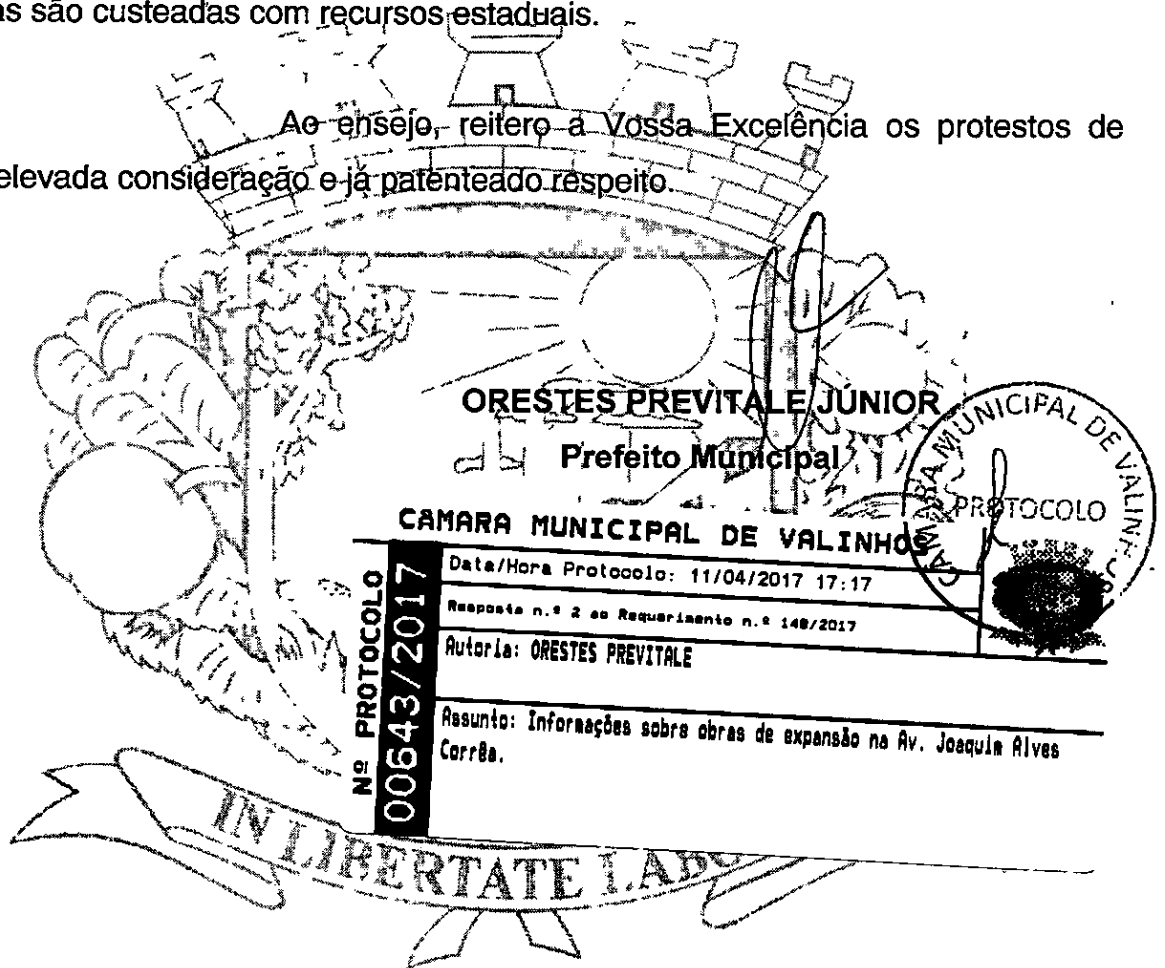 as são custeadas com recursos estaduais.
Ao ensejo, reitero a Vossa Excelência os protestos de
elevada consideração e já patenteado respeito.
ORESTES PREVITALE JÚNIOR
Prefeito Municipal
CÂMARA MUNICIPAL DE VALINHOS
PROTOCOLO
CAMARA MUNICIPAL DE VALINHOS
Nº PROTOCOLO
00643/2017
Data/Hora Protocolo: 11/04/2017 17:17
Resposta n.º 2 ao Requerimento n.º 148/2017
Autoria: ORESTES PREVITALE
Assunto: Informações sobre obras de expansão na Av. Joaquim Alves
Corrêa.
IN LIBERTATE LABO